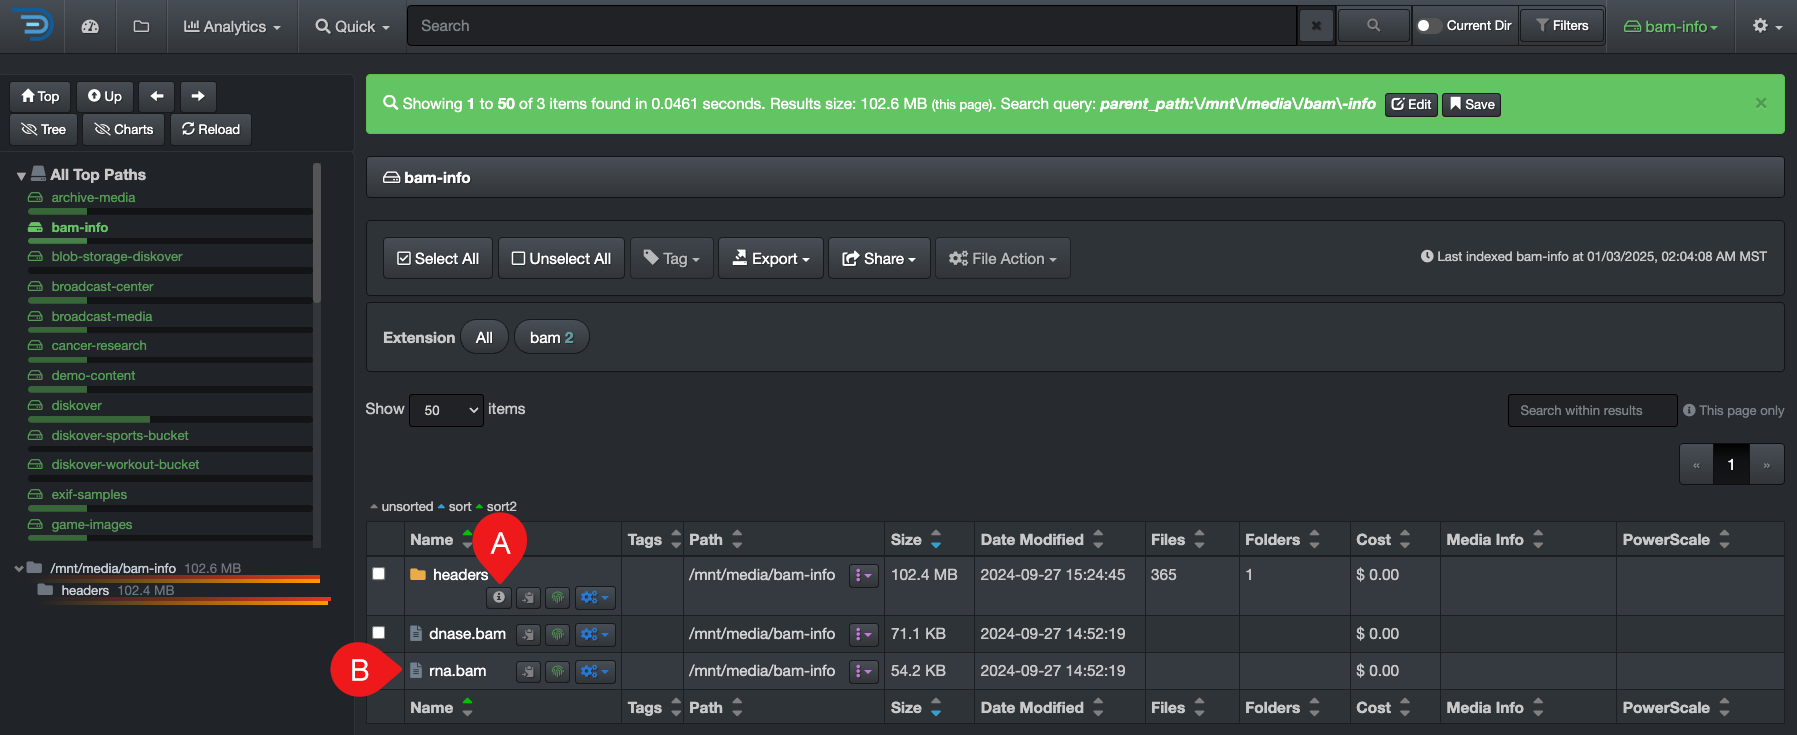 Analytics
Quick
Search
Current Dir
Filters
bam-info
Top
Up
Tree
Charts
Reload
All Top Paths
archive-media
bam-info
blob-storage-diskover
broadcast-center
broadcast-media
cancer-research
demo-content
diskover
diskover-sports-bucket
diskover-workout-bucket
exif-samples
game-images
/mnt/media/bam-info 102.6 MB
headers 102.4 MB
Showing 1 to 50 of 3 items found in 0.0461 seconds. Results size: 102.6 MB (this page). Search query: parent_path:\/mnt\/media\/bam\-info Edit Save
bam-info
Select All Unselect All Tag Export Share File Action
Last indexed bam-info at 01/03/2025, 02:04:08 AM MST
Extension All bam 2
Show 50 items
Search within results This page only
« 1 »
unsorted sort sort2
Name Tags Path Size Date Modified Files Folders Cost Media Info PowerScale
A
headers /mnt/media/bam-info 102.4 MB 2024-09-27 15:24:45 365 1 $ 0.00
dnase.bam /mnt/media/bam-info 71.1 KB 2024-09-27 14:52:19 $ 0.00
B
rna.bam /mnt/media/bam-info 54.2 KB 2024-09-27 14:52:19 $ 0.00
Name Tags Path Size Date Modified Files Folders Cost Media Info PowerScale